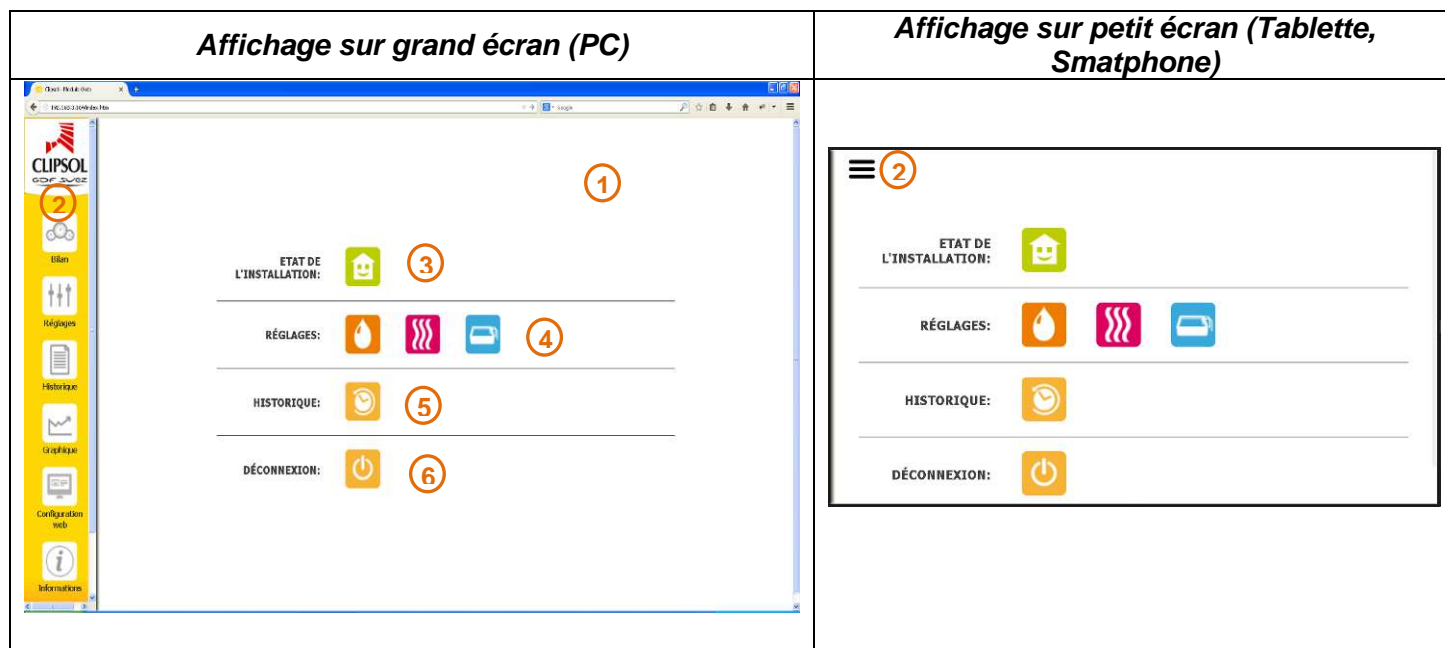 Affichage sur grand écran (PC)
Affichage sur petit écran (Tablette,
Smatphone)
CLIPSOL
GDF SUEZ
2
Bilan
Réglages
Historique
Graphique
Configuration
web
Informations
1
ETAT DE
L'INSTALLATION:
3
RÉGLAGES:
4
HISTORIQUE:
5
DÉCONNEXION:
6
2
ETAT DE
L'INSTALLATION:
RÉGLAGES:
HISTORIQUE:
DÉCONNEXION: